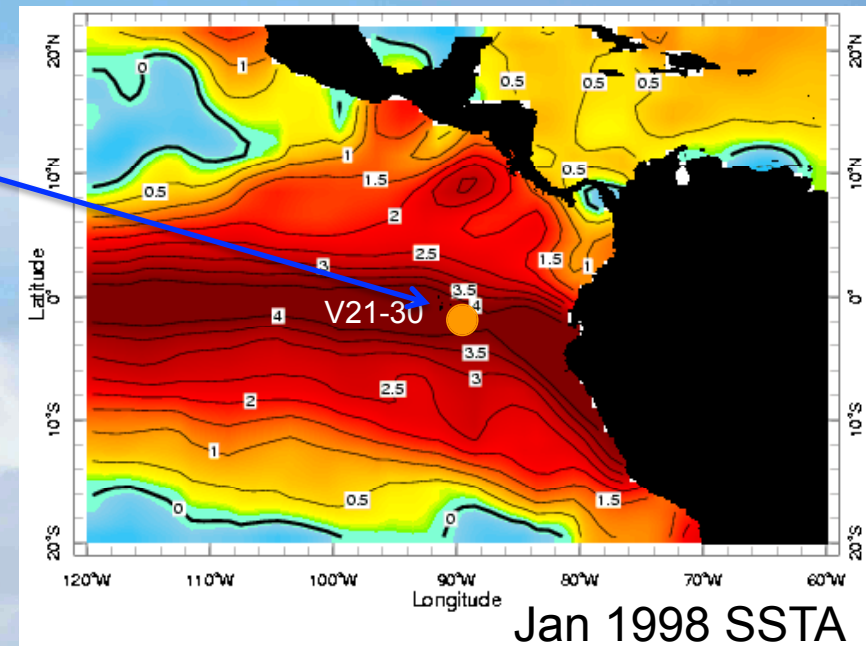 20°N
20°N
0
1
0.5
0.5
0.5
1
10°N
10°N
0.5
1.5
0.5
2
2.5
1.5
1
3
3.5
Latitude
0°
0°
V21-30
4
4
3.5
3
2.5
2
10°S
10°S
1
0.5
1.5
0
0
20°S
20°S
120°W
110°W
100°W
90°W
80°W
70°W
60°W
Longitude
Jan 1998 SSTA